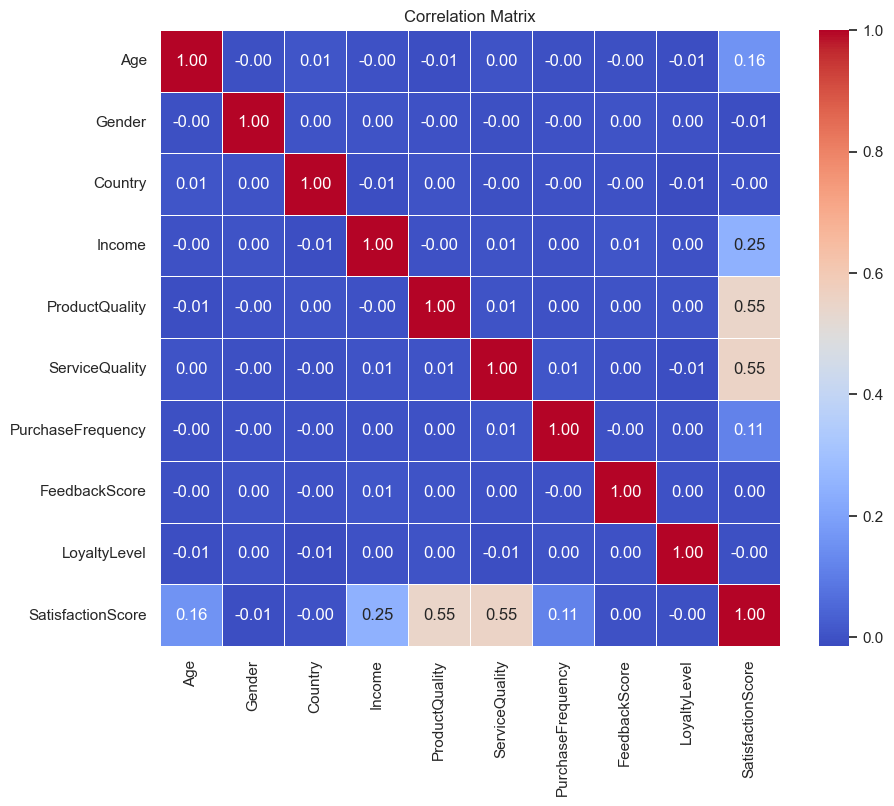 Correlation Matrix
Age 1.00 -0.00 0.01 -0.00 -0.01 0.00 -0.00 -0.00 -0.01 0.16
Gender -0.00 1.00 0.00 0.00 -0.00 -0.00 -0.00 0.00 0.00 -0.01
Country 0.01 0.00 1.00 -0.01 0.00 -0.00 -0.00 -0.00 -0.01 -0.00
Income -0.00 0.00 -0.01 1.00 -0.00 0.01 0.00 0.01 0.00 0.25
ProductQuality -0.01 -0.00 0.00 -0.00 1.00 0.01 0.00 0.00 0.00 0.55
ServiceQuality 0.00 -0.00 -0.00 0.01 0.01 1.00 0.01 0.00 -0.01 0.55
PurchaseFrequency -0.00 -0.00 -0.00 0.00 0.00 0.01 1.00 -0.00 0.00 0.11
FeedbackScore -0.00 0.00 -0.00 0.01 0.00 0.00 -0.00 1.00 0.00 0.00
LoyaltyLevel -0.01 0.00 -0.01 0.00 0.00 -0.01 0.00 0.00 1.00 -0.00
SatisfactionScore 0.16 -0.01 -0.00 0.25 0.55 0.55 0.11 0.00 -0.00 1.00
Age
Gender
Country
Income
ProductQuality
ServiceQuality
PurchaseFrequency
FeedbackScore
LoyaltyLevel
SatisfactionScore
1.0
0.8
0.6
0.4
0.2
0.0